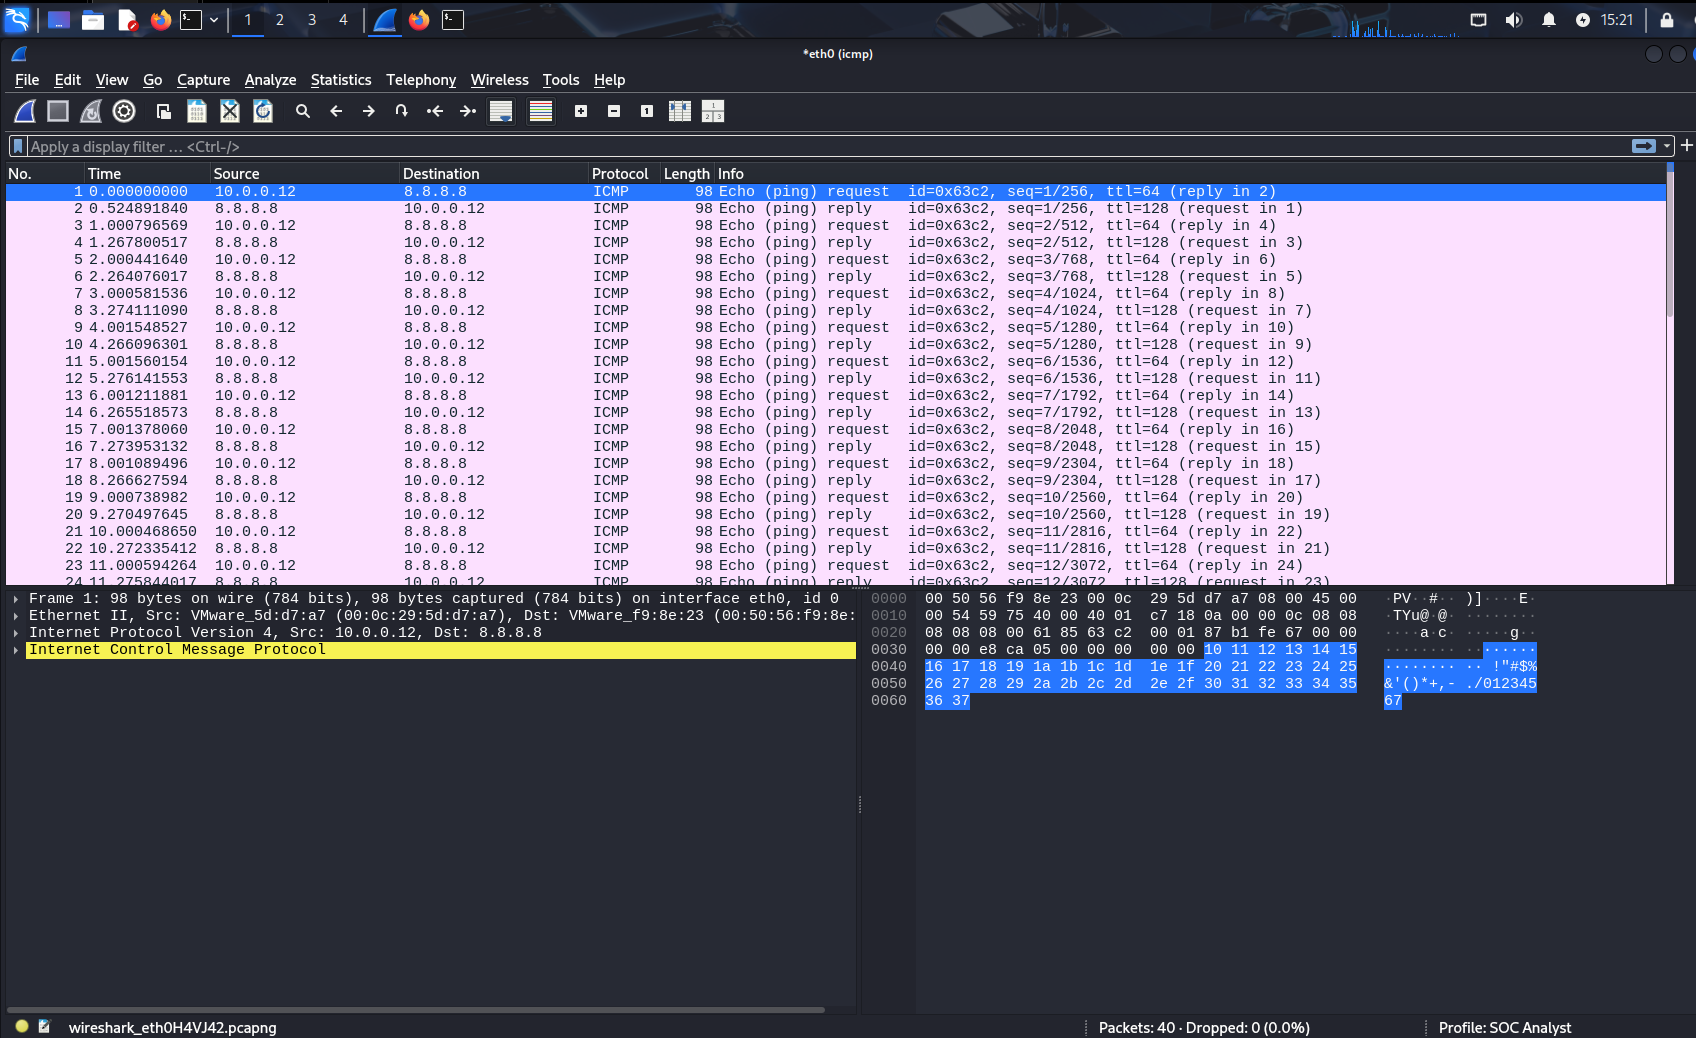 1 2 3 4 15:21
*eth0 (icmp)
File Edit View Go Capture Analyze Statistics Telephony Wireless Tools Help
Apply a display filter … <Ctrl-/>
No. Time Source Destination Protocol Length Info
1 0.000000000 10.0.0.12 8.8.8.8 ICMP 98 Echo (ping) request id=0x63c2, seq=1/256, ttl=64 (reply in 2)
2 0.524891840 8.8.8.8 10.0.0.12 ICMP 98 Echo (ping) reply id=0x63c2, seq=1/256, ttl=128 (request in 1)
3 1.000796569 10.0.0.12 8.8.8.8 ICMP 98 Echo (ping) request id=0x63c2, seq=2/512, ttl=64 (reply in 4)
4 1.267800517 8.8.8.8 10.0.0.12 ICMP 98 Echo (ping) reply id=0x63c2, seq=2/512, ttl=128 (request in 3)
5 2.000441640 10.0.0.12 8.8.8.8 ICMP 98 Echo (ping) request id=0x63c2, seq=3/768, ttl=64 (reply in 6)
6 2.264076017 8.8.8.8 10.0.0.12 ICMP 98 Echo (ping) reply id=0x63c2, seq=3/768, ttl=128 (request in 5)
7 3.000581536 10.0.0.12 8.8.8.8 ICMP 98 Echo (ping) request id=0x63c2, seq=4/1024, ttl=64 (reply in 8)
8 3.274111090 8.8.8.8 10.0.0.12 ICMP 98 Echo (ping) reply id=0x63c2, seq=4/1024, ttl=128 (request in 7)
9 4.001548527 10.0.0.12 8.8.8.8 ICMP 98 Echo (ping) request id=0x63c2, seq=5/1280, ttl=64 (reply in 10)
10 4.266096301 8.8.8.8 10.0.0.12 ICMP 98 Echo (ping) reply id=0x63c2, seq=5/1280, ttl=128 (request in 9)
11 5.001560154 10.0.0.12 8.8.8.8 ICMP 98 Echo (ping) request id=0x63c2, seq=6/1536, ttl=64 (reply in 12)
12 5.276141553 8.8.8.8 10.0.0.12 ICMP 98 Echo (ping) reply id=0x63c2, seq=6/1536, ttl=128 (request in 11)
13 6.001211881 10.0.0.12 8.8.8.8 ICMP 98 Echo (ping) request id=0x63c2, seq=7/1792, ttl=64 (reply in 14)
14 6.265518573 8.8.8.8 10.0.0.12 ICMP 98 Echo (ping) reply id=0x63c2, seq=7/1792, ttl=128 (request in 13)
15 7.001378060 10.0.0.12 8.8.8.8 ICMP 98 Echo (ping) request id=0x63c2, seq=8/2048, ttl=64 (reply in 16)
16 7.273953132 8.8.8.8 10.0.0.12 ICMP 98 Echo (ping) reply id=0x63c2, seq=8/2048, ttl=128 (request in 15)
17 8.001089496 10.0.0.12 8.8.8.8 ICMP 98 Echo (ping) request id=0x63c2, seq=9/2304, ttl=64 (reply in 18)
18 8.266627594 8.8.8.8 10.0.0.12 ICMP 98 Echo (ping) reply id=0x63c2, seq=9/2304, ttl=128 (request in 17)
19 9.000738982 10.0.0.12 8.8.8.8 ICMP 98 Echo (ping) request id=0x63c2, seq=10/2560, ttl=64 (reply in 20)
20 9.270497645 8.8.8.8 10.0.0.12 ICMP 98 Echo (ping) reply id=0x63c2, seq=10/2560, ttl=128 (request in 19)
21 10.000468650 10.0.0.12 8.8.8.8 ICMP 98 Echo (ping) request id=0x63c2, seq=11/2816, ttl=64 (reply in 22)
22 10.272335412 8.8.8.8 10.0.0.12 ICMP 98 Echo (ping) reply id=0x63c2, seq=11/2816, ttl=128 (request in 21)
23 11.000594264 10.0.0.12 8.8.8.8 ICMP 98 Echo (ping) request id=0x63c2, seq=12/3072, ttl=64 (reply in 24)
24 11.275844017 8.8.8.8 10.0.0.12 ICMP 98 Echo (ping) reply id=0x63c2, seq=12/3072, ttl=128 (request in 23)
Frame 1: 98 bytes on wire (784 bits), 98 bytes captured (784 bits) on interface eth0, id 0
Ethernet II, Src: VMware_5d:d7:a7 (00:0c:29:5d:d7:a7), Dst: VMware_f9:8e:23 (00:50:56:f9:8e:
Internet Protocol Version 4, Src: 10.0.0.12, Dst: 8.8.8.8
Internet Control Message Protocol
0000 00 50 56 f9 8e 23 00 0c 29 5d d7 a7 08 00 45 00 ·PV··#·· )]····E·
0010 00 54 59 75 40 00 40 01 c7 18 0a 00 00 0c 08 08 ·TYu@·@· ········
0020 08 08 08 00 61 85 63 c2 00 01 87 b1 fe 67 00 00 ····a·c· ·····g··
0030 00 00 e8 ca 05 00 00 00 00 00 10 11 12 13 14 15 ········ ········
0040 16 17 18 19 1a 1b 1c 1d 1e 1f 20 21 22 23 24 25 ········ ·· !"#$%
0050 26 27 28 29 2a 2b 2c 2d 2e 2f 30 31 32 33 34 35 &'()*+,- ./012345
0060 36 37 67
wireshark_eth0H4VJ42.pcapng Packets: 40 · Dropped: 0 (0.0%) Profile: SOC Analyst